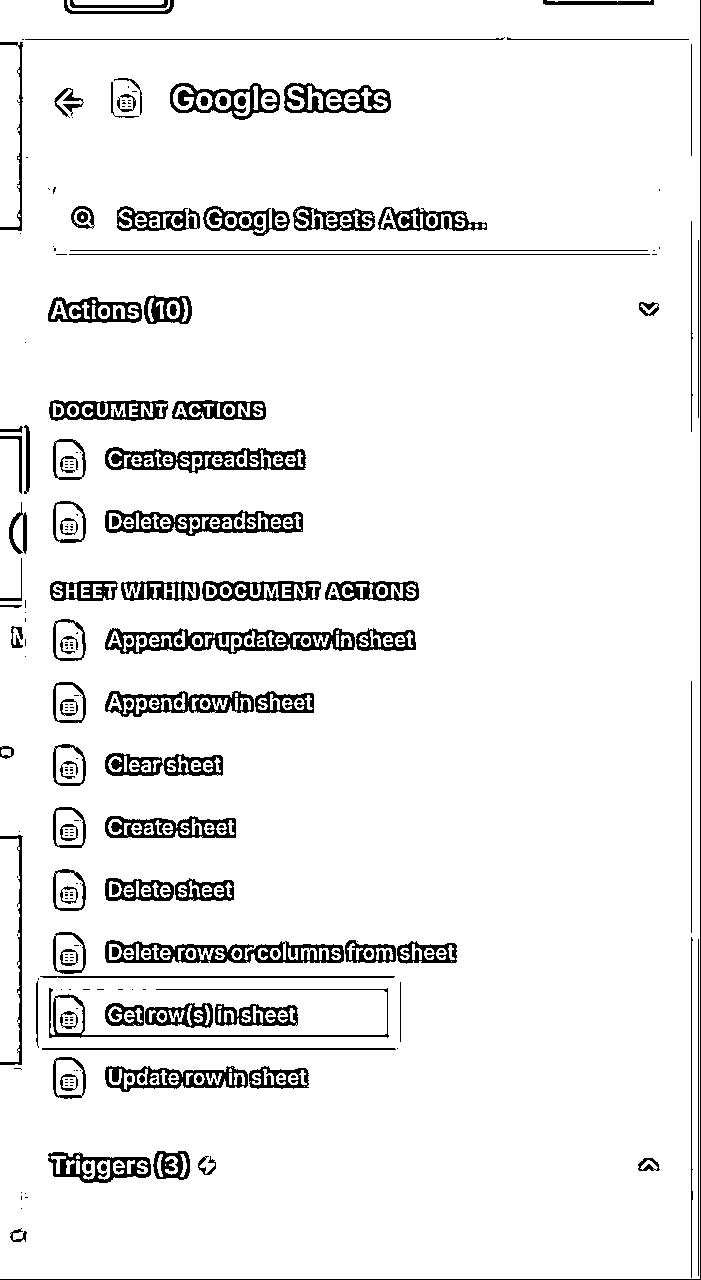 Google Sheets
Search Google Sheets Actions...
Actions (10)
DOCUMENT ACTIONS
Create spreadsheet
Delete spreadsheet
SHEET WITHIN DOCUMENT ACTIONS
Append or update row in sheet
Append row in sheet
Clear sheet
Create sheet
Delete sheet
Delete rows or columns from sheet
Get row(s) in sheet
Update row in sheet
Triggers (3)